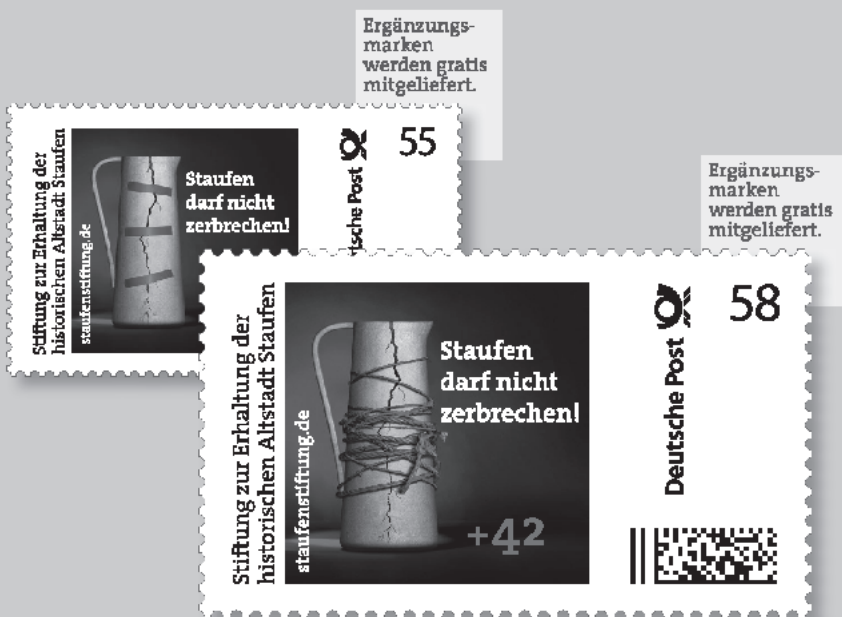 Ergänzungs-
marken
werden gratis
mitgeliefert.
Stiftung zur Erhaltung der
historischen Altstadt Staufen
staufenstiftung.de
Staufen
darf nicht
zerbrechen!
55
Post
Ergänzungs-
marken
werden gratis
mitgeliefert.
Stiftung zur Erhaltung der
historischen Altstadt Staufen
staufenstiftung.de
Staufen
darf nicht
zerbrechen!
+42
Deutsche Post
58